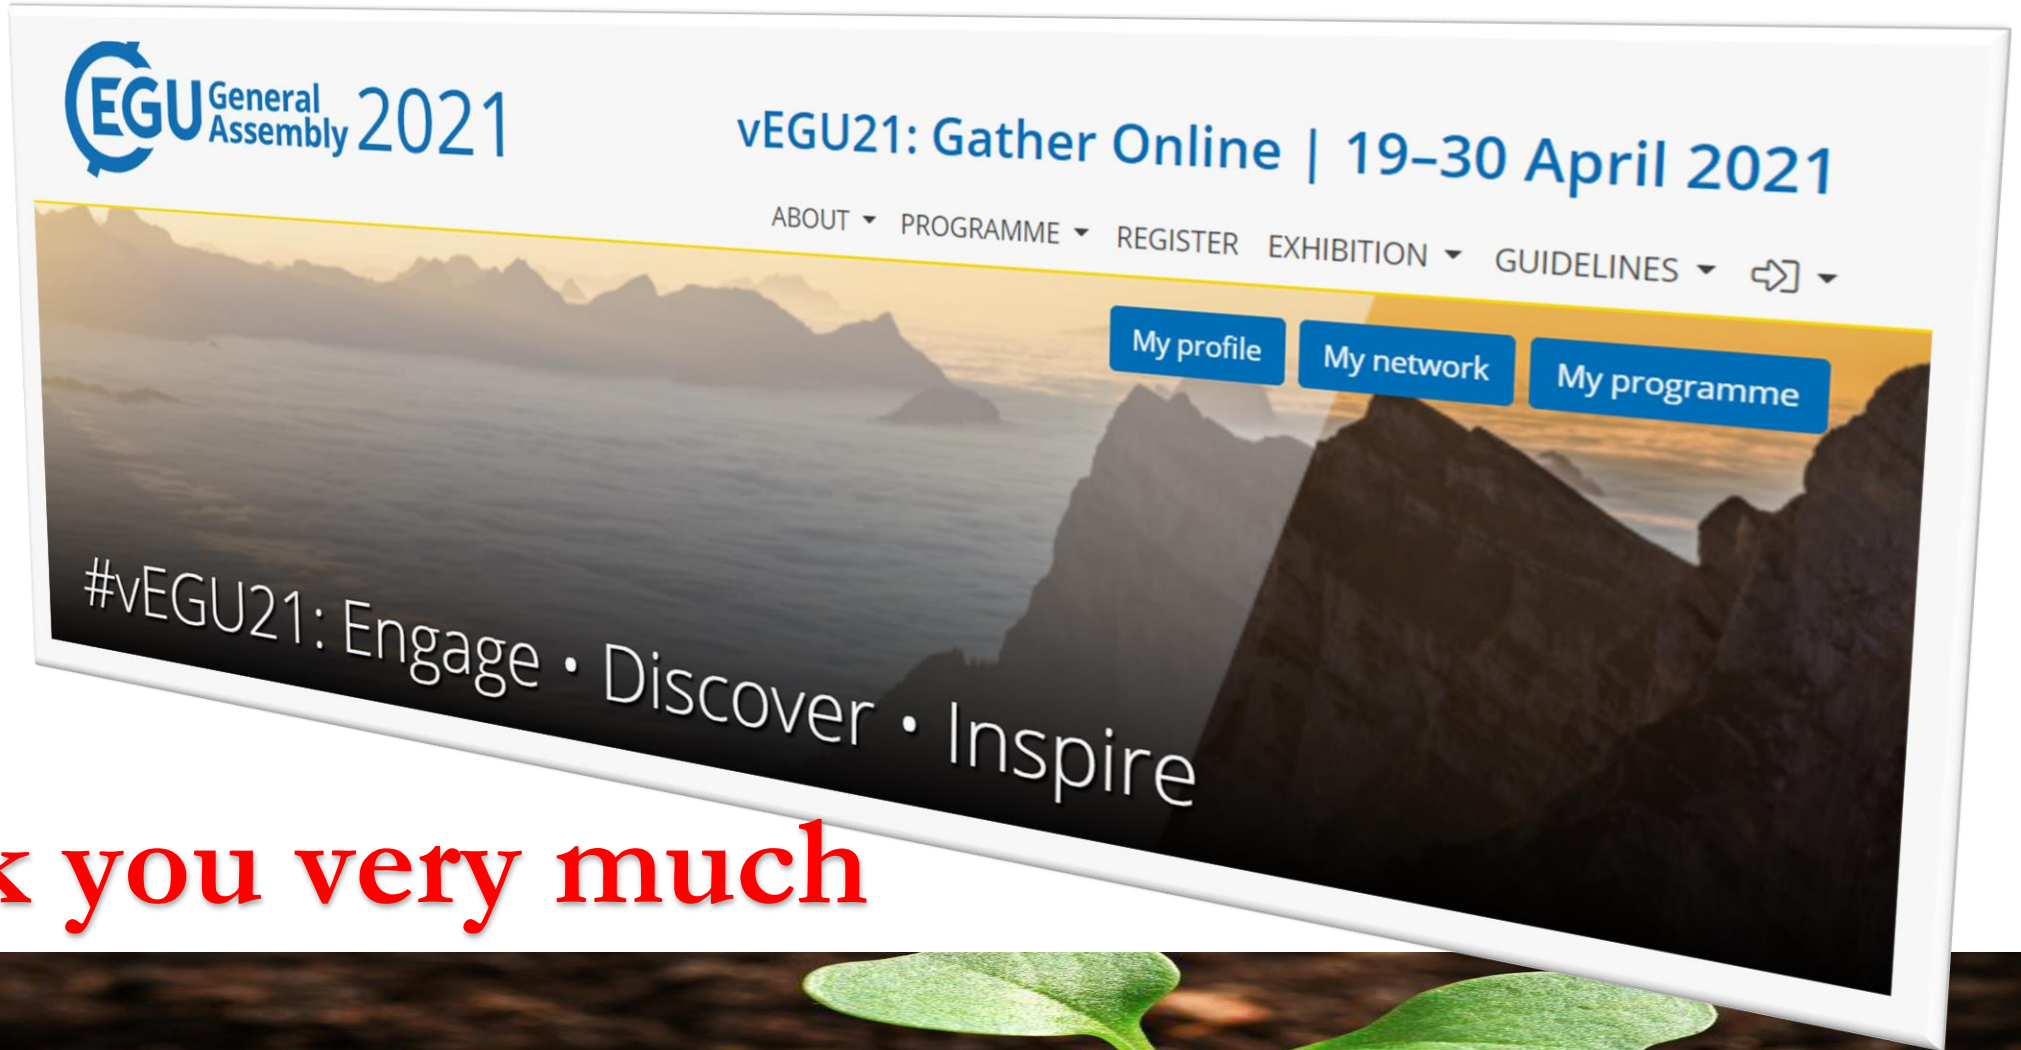 EGU General Assembly 2021
vEGU21: Gather Online | 19–30 April 2021
ABOUT PROGRAMME REGISTER EXHIBITION GUIDELINES
My profile My network My programme
#vEGU21: Engage • Discover • Inspire
k you very much